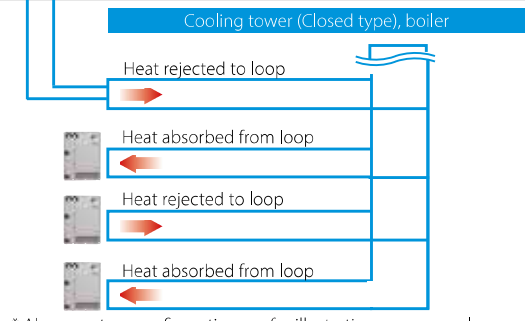 Cooling tower (Closed type), boiler
Heat rejected to loop
Heat absorbed from loop
Heat rejected to loop
Heat absorbed from loop